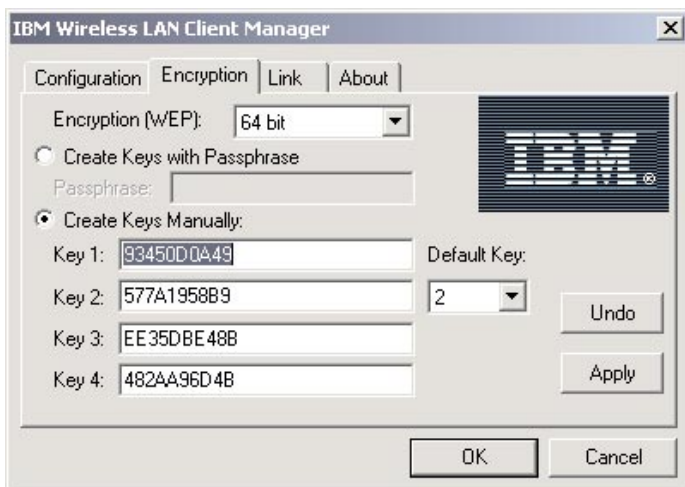 IBM Wireless LAN Client Manager
Configuration Encryption Link About
Encryption (WEP): 64 bit
IBM®
Create Keys with Passphrase
Passphrase:
Create Keys Manually:
Key 1: 93450D0A49 Default Key:
Key 2: 577A1958B9 2
Undo
Key 3: EE35DBE48B
Key 4: 482AA96D4B Apply
OK Cancel